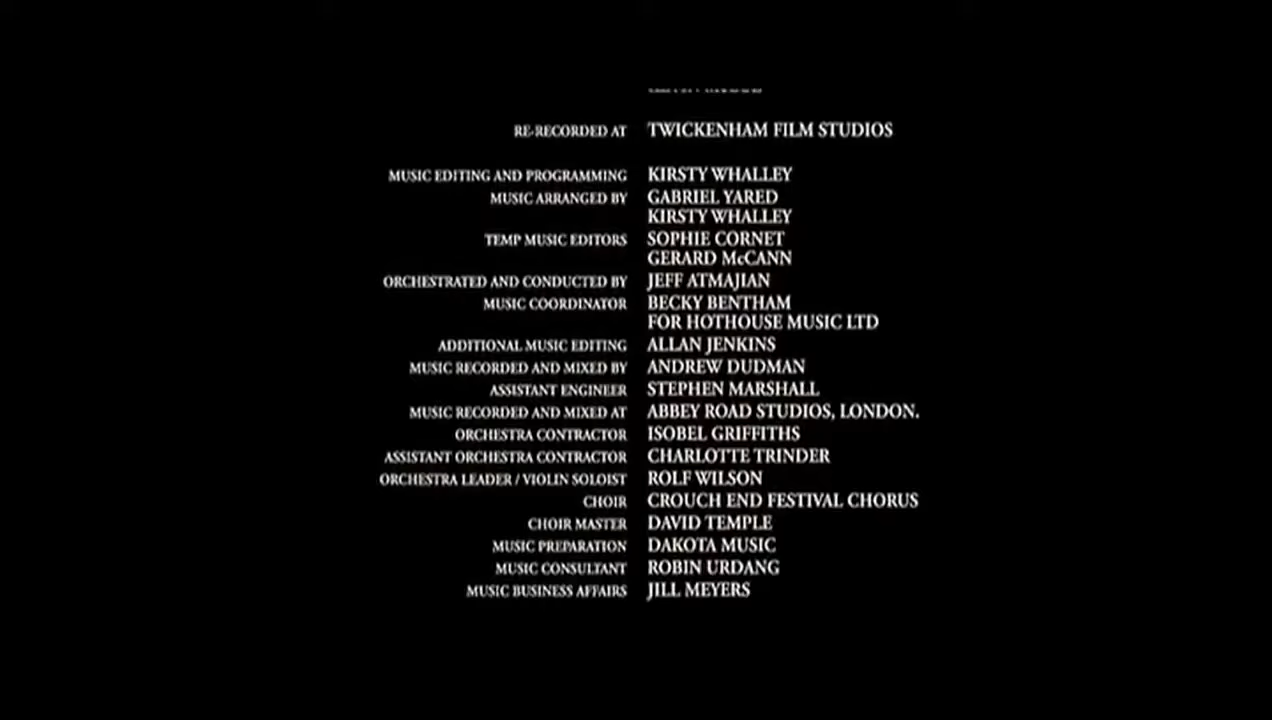 RE-RECORDED AT TWICKENHAM FILM STUDIOS
MUSIC EDITING AND PROGRAMMING KIRSTY WHALLEY
MUSIC ARRANGED BY GABRIEL YARED
KIRSTY WHALLEY
TEMP MUSIC EDITORS SOPHIE CORNET
GERARD McCANN
ORCHESTRATED AND CONDUCTED BY JEFF ATMAJIAN
MUSIC COORDINATOR BECKY BENTHAM
FOR HOTHOUSE MUSIC LTD
ADDITIONAL MUSIC EDITING ALLAN JENKINS
MUSIC RECORDED AND MIXED BY ANDREW DUDMAN
ASSISTANT ENGINEER STEPHEN MARSHALL
MUSIC RECORDED AND MIXED AT ABBEY ROAD STUDIOS, LONDON.
ORCHESTRA CONTRACTOR ISOBEL GRIFFITHS
ASSISTANT ORCHESTRA CONTRACTOR CHARLOTTE TRINDER
ORCHESTRA LEADER / VIOLIN SOLOIST ROLF WILSON
CHOIR CROUCH END FESTIVAL CHORUS
CHOIR MASTER DAVID TEMPLE
MUSIC PREPARATION DAKOTA MUSIC
MUSIC CONSULTANT ROBIN URDANG
MUSIC BUSINESS AFFAIRS JILL MEYERS